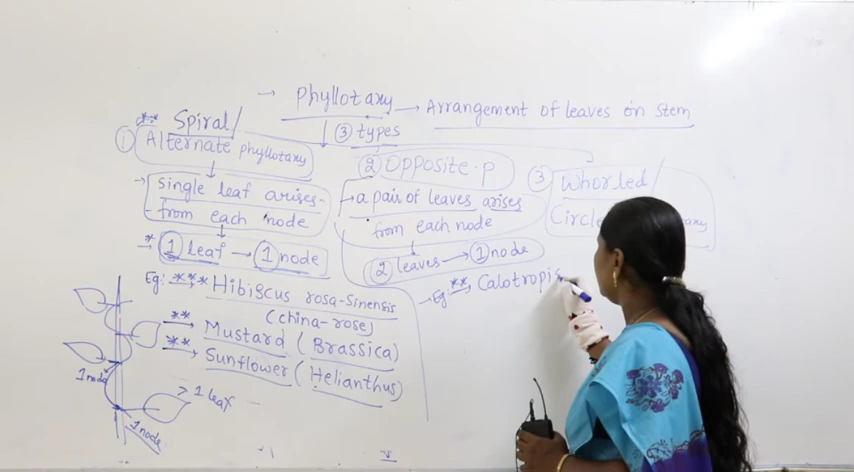 → Phyllotaxy → Arrangement of leaves on stem
③ types
① ** Spiral/
Alternate phyllotaxy
→ single leaf arises
from each node
→* ① leaf → ① node
Eg: *** Hibiscus rosa-sinensis
(china-rose)
** Mustard (Brassica)
** Sunflower (Helianthus)
1 node
> 1 leaf
1 node
② Opposite.p
→ a pair of leaves arises
from each node
② leaves → ① node
→ Eg: ** Calotropis
③ Whorled/